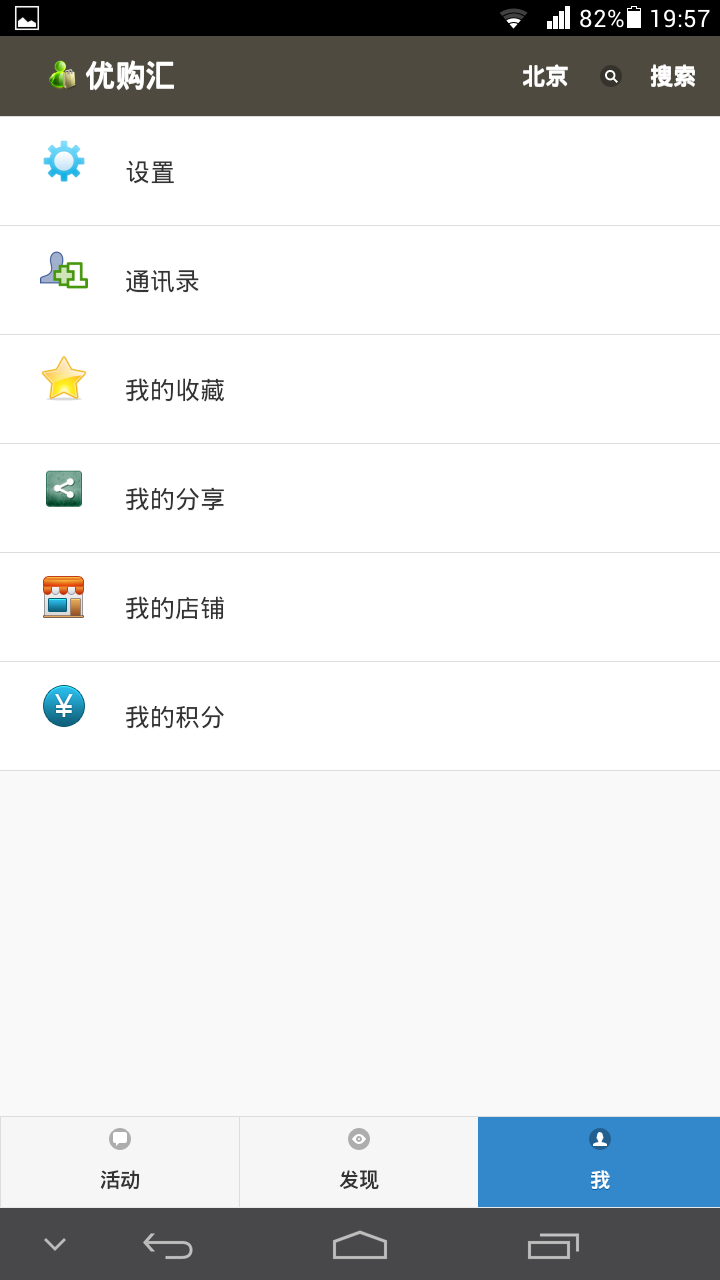 82% 19:57
优购汇 北京 搜索
设置
通讯录
我的收藏
我的分享
我的店铺
¥ 我的积分
活动 发现 我